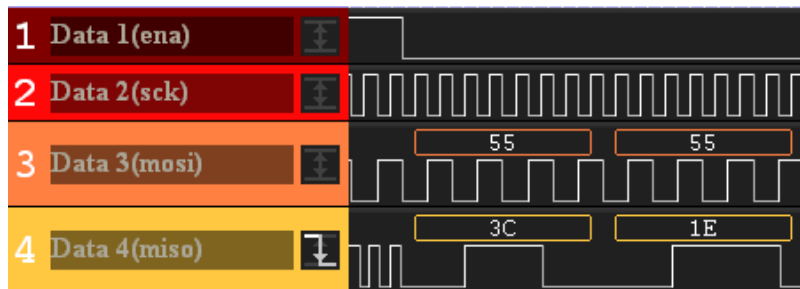 1 Data 1(ena)
2 Data 2(sck)
3 Data 3(mosi) 55 55
4 Data 4(miso) 3C 1E